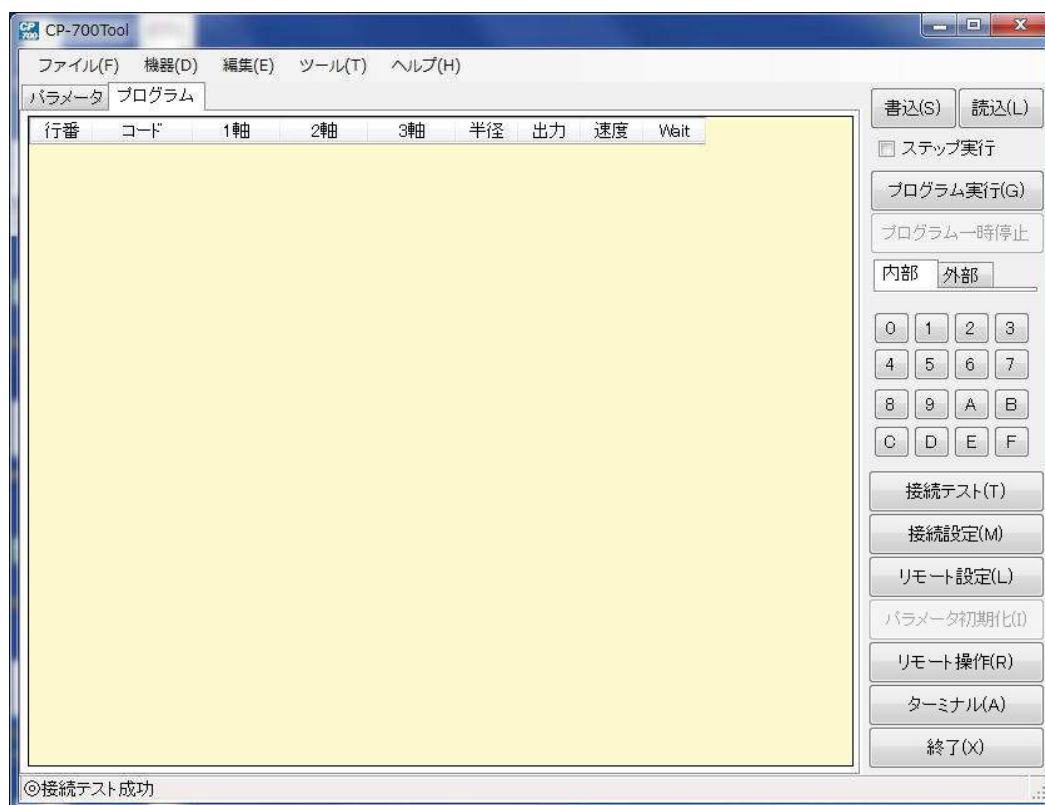 CP 700 CP-700Tool
ファイル(F) 機器(D) 編集(E) ツール(T) ヘルプ(H)
パラメータ プログラム
行番 コード 1軸 2軸 3軸 半径 出力 速度 Wait
書込(S) 読込(L)
ステップ実行
プログラム実行(G)
プログラム一時停止
内部 外部
0 1 2 3
4 5 6 7
8 9 A B
C D E F
接続テスト(T)
接続設定(M)
リモート設定(L)
パラメータ初期化(I)
リモート操作(R)
ターミナル(A)
終了(X)
◎接続テスト成功